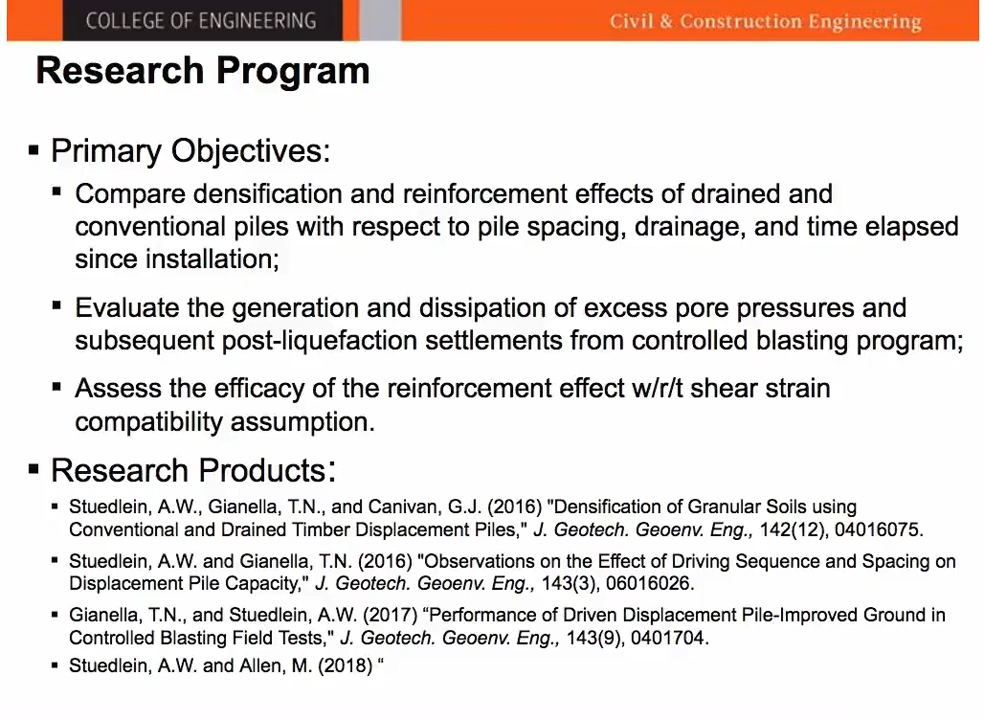 COLLEGE OF ENGINEERING
Civil & Construction Engineering
Research Program
▪ Primary Objectives:
▪ Compare densification and reinforcement effects of drained and
conventional piles with respect to pile spacing, drainage, and time elapsed
since installation;
▪ Evaluate the generation and dissipation of excess pore pressures and
subsequent post-liquefaction settlements from controlled blasting program;
▪ Assess the efficacy of the reinforcement effect w/r/t shear strain
compatibility assumption.
▪ Research Products:
▪ Stuedlein, A.W., Gianella, T.N., and Canivan, G.J. (2016) "Densification of Granular Soils using
Conventional and Drained Timber Displacement Piles," J. Geotech. Geoenv. Eng., 142(12), 04016075.
▪ Stuedlein, A.W. and Gianella, T.N. (2016) "Observations on the Effect of Driving Sequence and Spacing on
Displacement Pile Capacity," J. Geotech. Geoenv. Eng., 143(3), 06016026.
▪ Gianella, T.N., and Stuedlein, A.W. (2017) “Performance of Driven Displacement Pile-Improved Ground in
Controlled Blasting Field Tests," J. Geotech. Geoenv. Eng., 143(9), 0401704.
▪ Stuedlein, A.W. and Allen, M. (2018) “